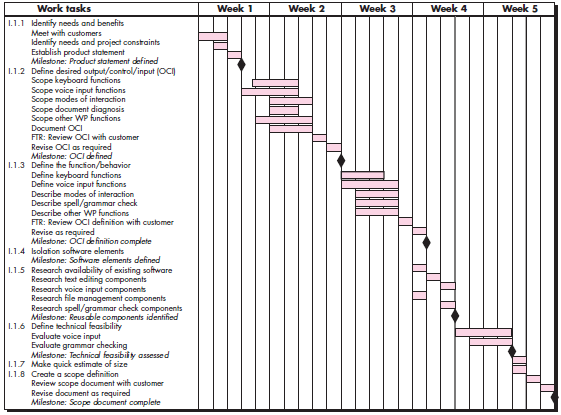 Work tasks Week 1 Week 2 Week 3 Week 4 Week 5
I.1.1 Identify needs and benefits
Meet with customers
Identify needs and project constraints
Establish product statement
Milestone: Product statement defined
I.1.2 Define desired output/control/input (OCI)
Scope keyboard functions
Scope voice input functions
Scope modes of interaction
Scope document diagnosis
Scope other WP functions
Document OCI
FTR: Review OCI with customer
Revise OCI as required
Milestone: OCI defined
I.1.3 Define the function/behavior
Define keyboard functions
Define voice input functions
Describe modes of interaction
Describe spell/grammar check
Describe other WP functions
FTR: Review OCI definition with customer
Revise as required
Milestone: OCI definition complete
I.1.4 Isolation software elements
Milestone: Software elements defined
I.1.5 Research availability of existing software
Research text editing components
Research voice input components
Research file management components
Research spell/grammar check components
Milestone: Reusable components identified
I.1.6 Define technical feasibility
Evaluate voice input
Evaluate grammar checking
Milestone: Technical feasibility assessed
I.1.7 Make quick estimate of size
I.1.8 Create a scope definition
Review scope document with customer
Revise document as required
Milestone: Scope document complete